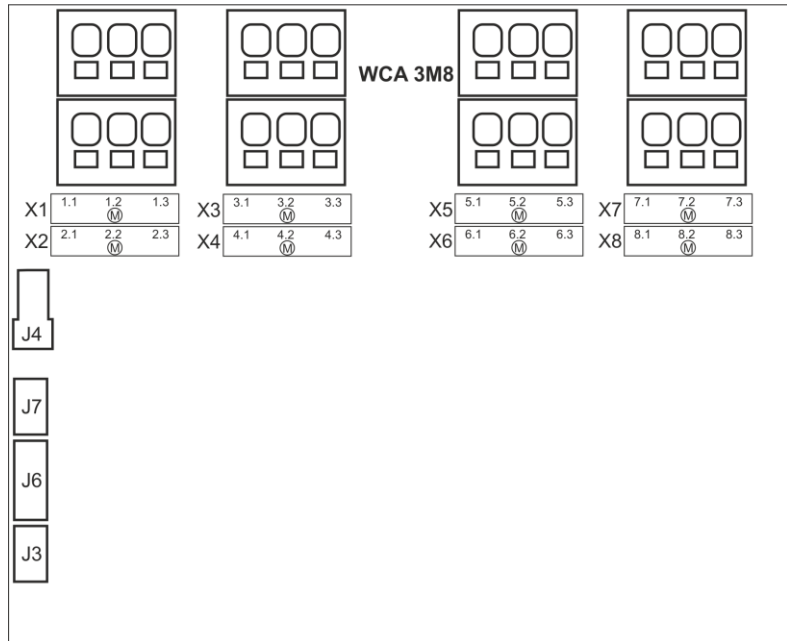 WCA 3M8
X1 1.1 1.2 1.3 X3 3.1 3.2 3.3 X5 5.1 5.2 5.3 X7 7.1 7.2 7.3
Ⓜ Ⓜ Ⓜ Ⓜ
X2 2.1 2.2 2.3 X4 4.1 4.2 4.3 X6 6.1 6.2 6.3 X8 8.1 8.2 8.3
Ⓜ Ⓜ Ⓜ Ⓜ
J4
J7
J6
J3